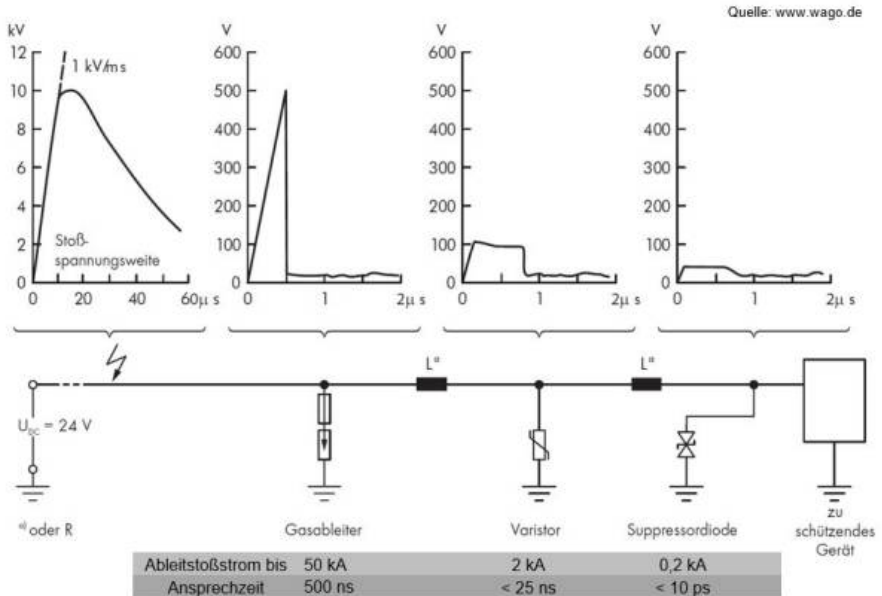 Quelle: www.wago.de
kV
12
10
8
6
4
2
0
1 kV/ms
Stoß-
spannungsweite
0 20 40 60μ s
V
600
500
400
300
200
100
0
0 1 2μ s
V
600
500
400
300
200
100
0
0 1 2μ s
V
600
500
400
300
200
100
0
0 1 2μ s
L
L
U_DC = 24 V
oder R
Gasableiter
Varistor
Suppressordiode
zu
schützendes
Gerät
Ableitstoßstrom bis 50 kA 2 kA 0,2 kA
Ansprechzeit 500 ns < 25 ns < 10 ps